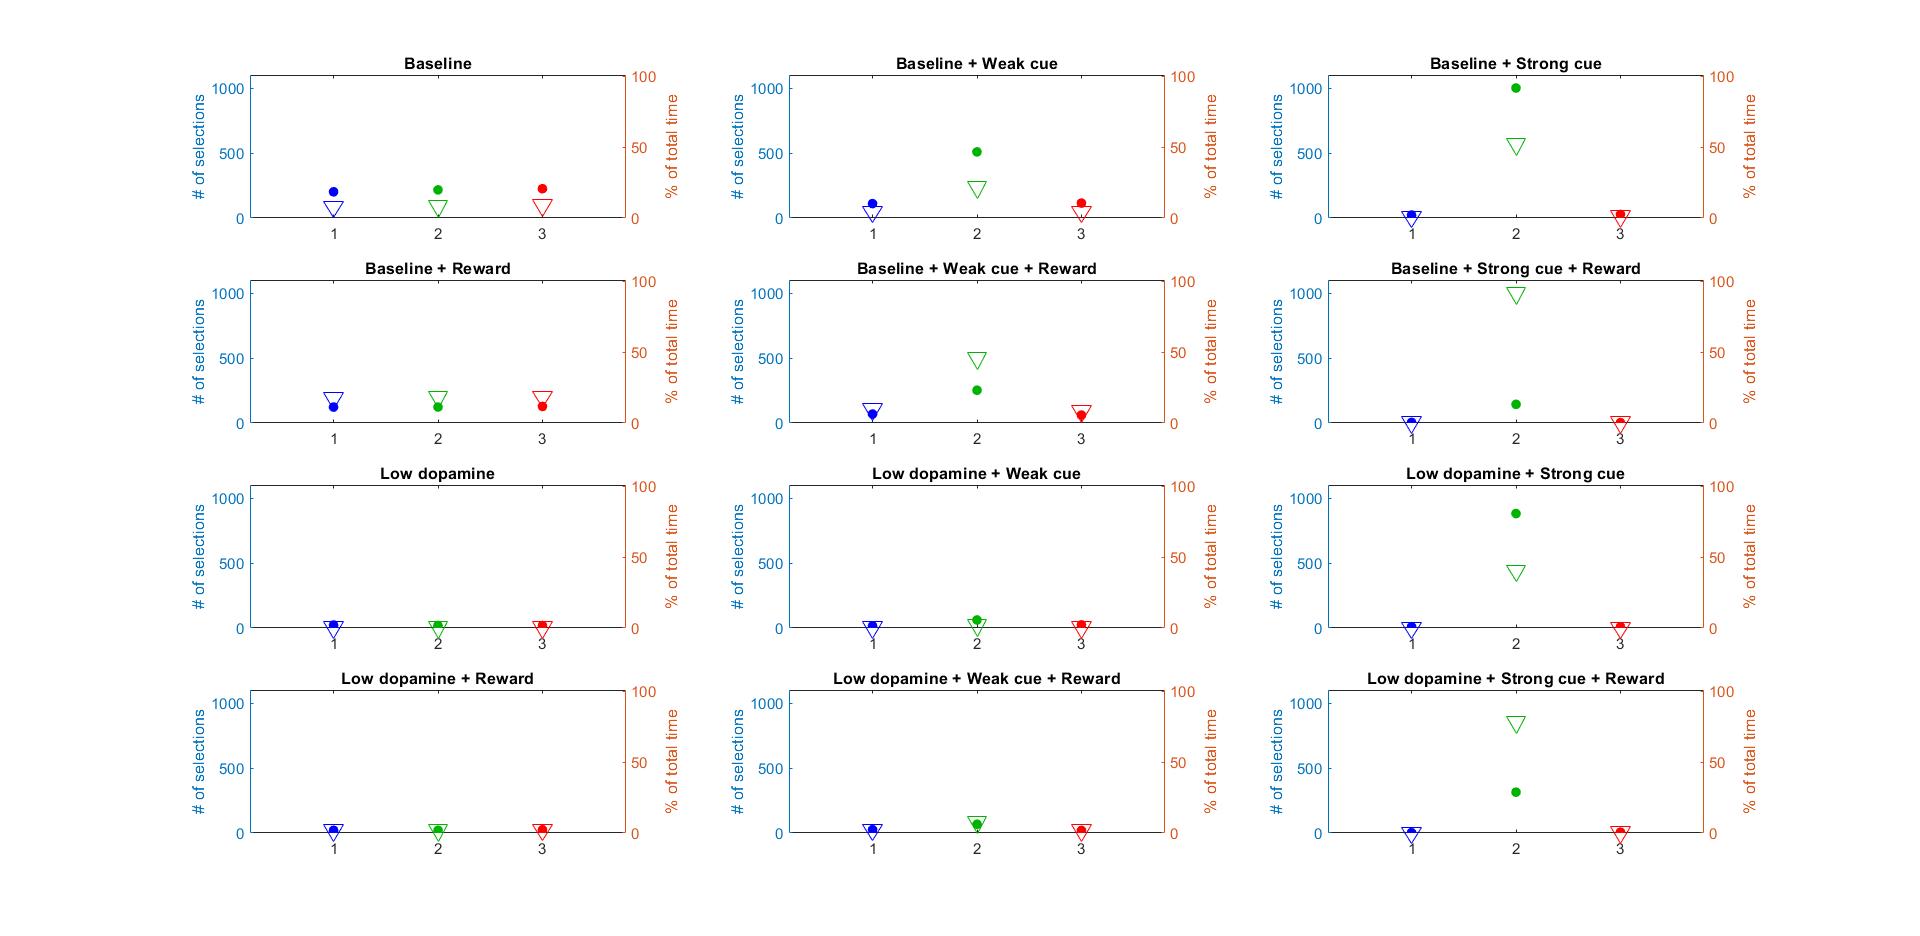 Baseline
Baseline + Weak cue
Baseline + Strong cue
# of selections
1000
500
0
1 2 3
100
50
0
% of total time
# of selections
1000
500
0
1 2 3
100
50
0
% of total time
# of selections
1000
500
0
1 2 3
100
50
0
% of total time
Baseline + Reward
Baseline + Weak cue + Reward
Baseline + Strong cue + Reward
# of selections
1000
500
0
1 2 3
100
50
0
% of total time
# of selections
1000
500
0
1 2 3
100
50
0
% of total time
# of selections
1000
500
0
1 2 3
100
50
0
% of total time
Low dopamine
Low dopamine + Weak cue
Low dopamine + Strong cue
# of selections
1000
500
0
1 2 3
100
50
0
% of total time
# of selections
1000
500
0
1 2 3
100
50
0
% of total time
# of selections
1000
500
0
1 2 3
100
50
0
% of total time
Low dopamine + Reward
Low dopamine + Weak cue + Reward
Low dopamine + Strong cue + Reward
# of selections
1000
500
0
1 2 3
100
50
0
% of total time
# of selections
1000
500
0
1 2 3
100
50
0
% of total time
# of selections
1000
500
0
1 2 3
100
50
0
% of total time